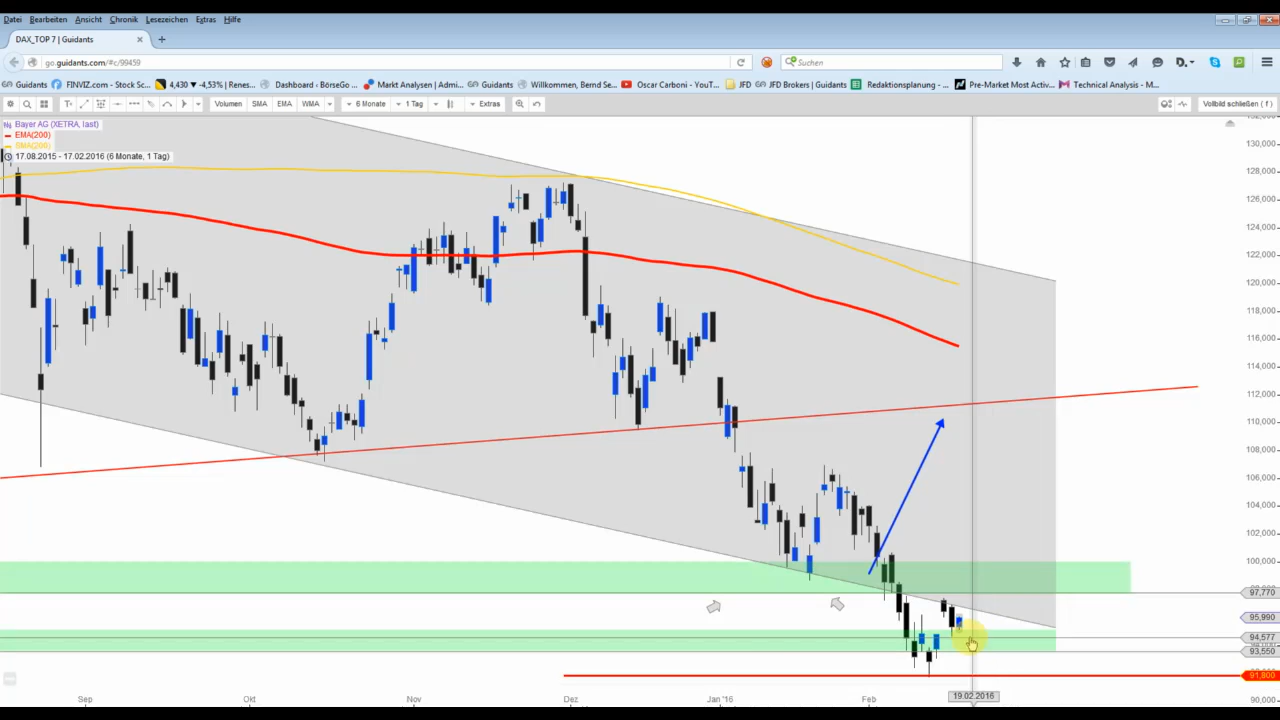 Datei Bearbeiten Ansicht Chronik Lesezeichen Extras Hilfe
DAX_TOP 7 | Guidants
go.guidants.com/#c/99459
Suchen
Guidants FINVIZ.com - Stock Sc... 4,430 ▾ -4,53% | Renes... Dashboard ‹ BörseGo ... Markt Analysen | Admi... Guidants Willkommen, Bernd Se... Oscar Carboni - YouT... JFD JFD Brokers | Guidants Redaktionsplanung - ... Pre-Market Most Activ... Technical Analysis - M...
Volumen SMA EMA WMA 6 Monate 1 Tag Extras Vollbild schließen ( f )
Bayer AG (XETRA, last)
EMA(200)
SMA(200)
17.08.2015 - 17.02.2016 (6 Monate, 1 Tag)
130,000
128,000
126,000
124,000
122,000
120,000
118,000
116,000
114,000
112,000
110,000
108,000
106,000
104,000
102,000
100,000
97,770
95,990
94,577
93,550
91,800
90,000
Sep Okt Nov Dez Jan '16 Feb 19.02.2016